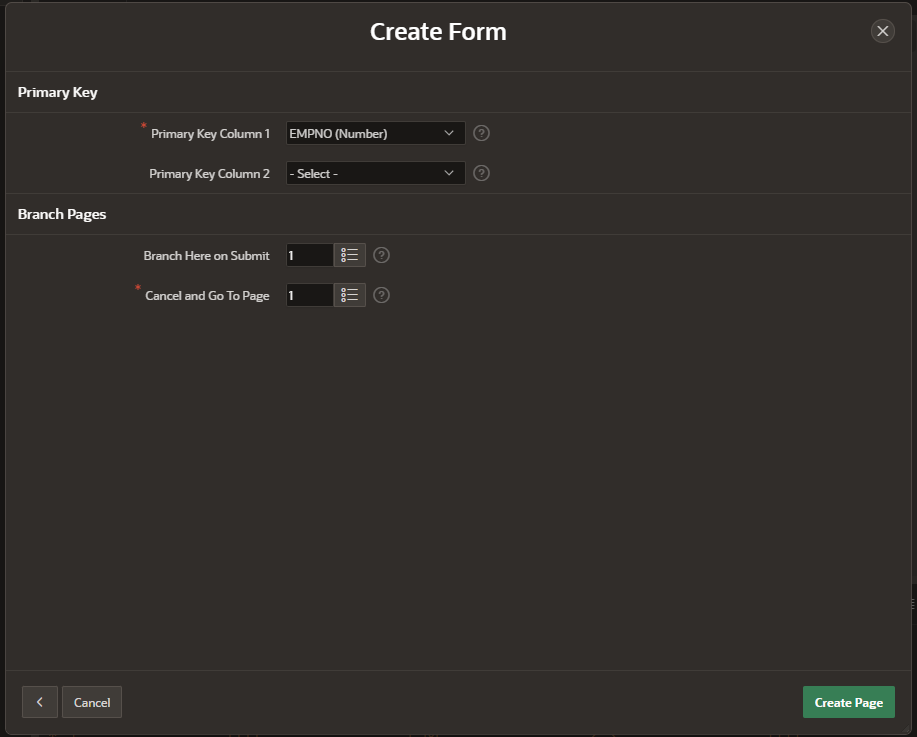 Create Form
Primary Key
* Primary Key Column 1 EMPNO (Number) ?
Primary Key Column 2 - Select - ?
Branch Pages
Branch Here on Submit 1 ?
* Cancel and Go To Page 1 ?
Cancel Create Page